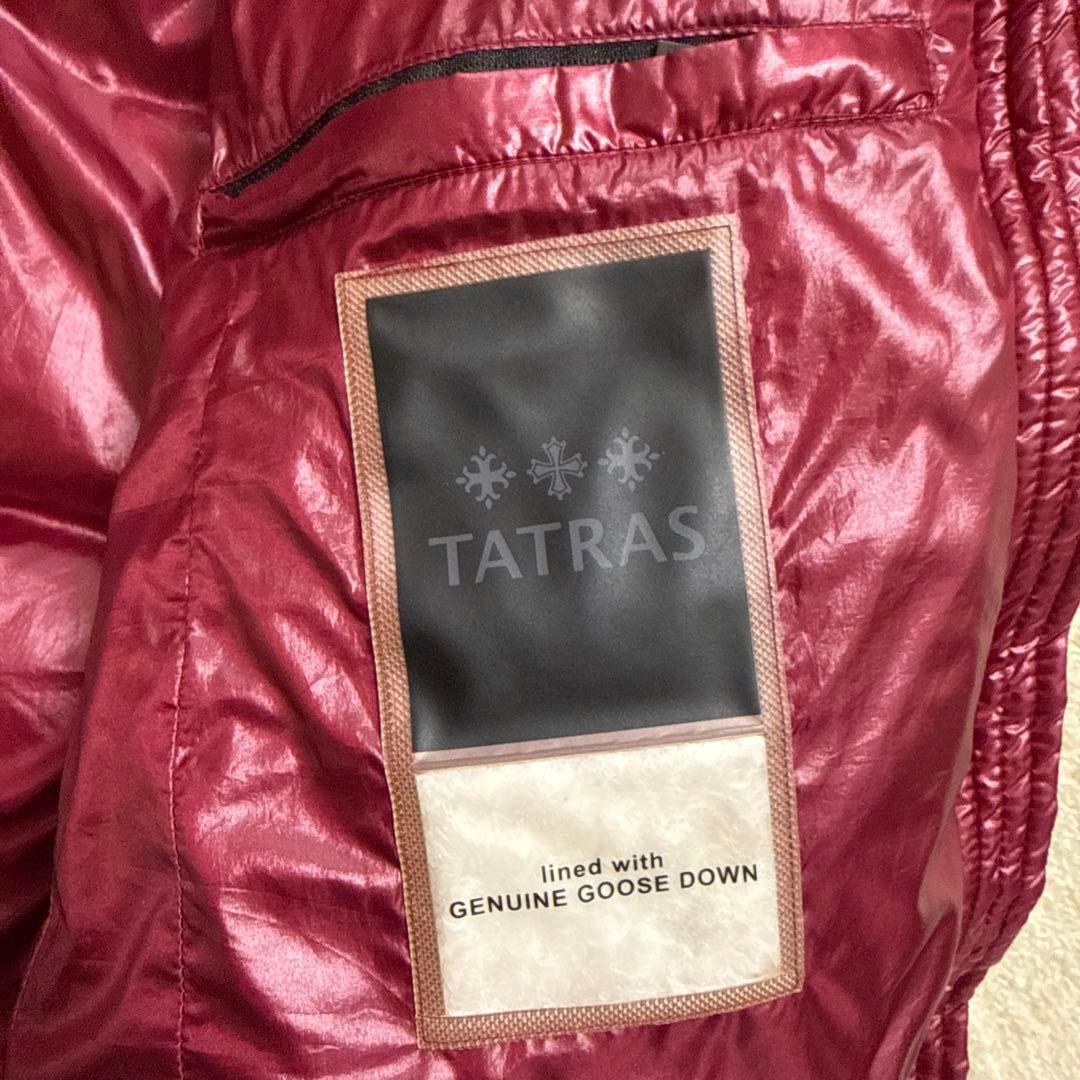 TATRAS
lined with
GENUINE GOOSE DOWN